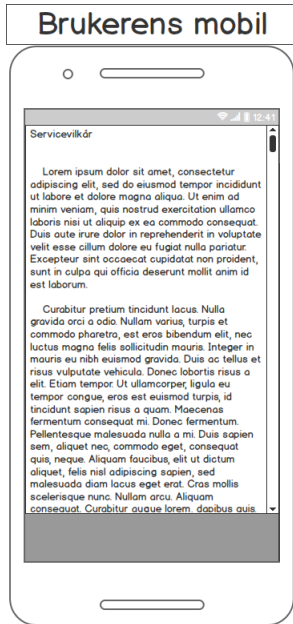 Brukerens mobil
12:41
Servicevilkår
Lorem ipsum dolor sit amet, consectetur
adipiscing elit, sed do eiusmod tempor incididunt
ut labore et dolore magna aliqua. Ut enim ad
minim veniam, quis nostrud exercitation ullamco
laboris nisi ut aliquip ex ea commodo consequat.
Duis aute irure dolor in reprehenderit in voluptate
velit esse cillum dolore eu fugiat nulla pariatur.
Excepteur sint occaecat cupidatat non proident,
sunt in culpa qui officia deserunt mollit anim id
est laborum.
Curabitur pretium tincidunt lacus. Nulla
gravida orci a odio. Nullam varius, turpis et
commodo pharetra, est eros bibendum elit, nec
luctus magna felis sollicitudin mauris. Integer in
mauris eu nibh euismod gravida. Duis ac tellus et
risus vulputate vehicula. Donec lobortis risus a
elit. Etiam tempor. Ut ullamcorper, ligula eu
tempor congue, eros est euismod turpis, id
tincidunt sapien risus a quam. Maecenas
fermentum consequat mi. Donec fermentum.
Pellentesque malesuada nulla a mi. Duis sapien
sem, aliquet nec, commodo eget, consequat
quis, neque. Aliquam faucibus, elit ut dictum
aliquet, felis nisl adipiscing sapien, sed
malesuada diam lacus eget erat. Cras mollis
scelerisque nunc. Nullam arcu. Aliquam
consequat. Curabitur augue lorem, dapibus quis,